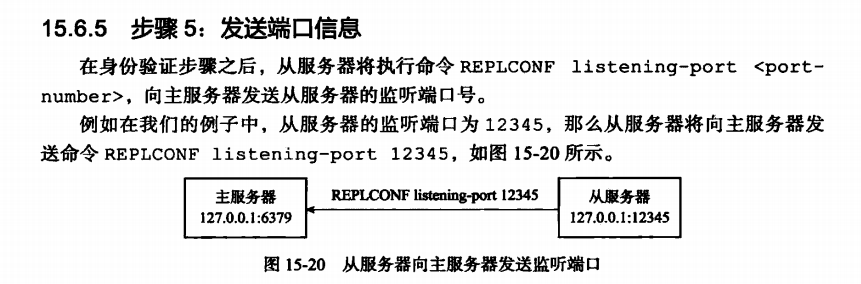 15.6.5 步骤 5：发送端口信息
在身份验证步骤之后，从服务器将执行命令 REPLCONF listening-port <port-
number>，向主服务器发送从服务器的监听端口号。
例如在我们的例子中，从服务器的监听端口为 12345，那么从服务器将向主服务器发
送命令 REPLCONF listening-port 12345，如图 15-20 所示。
主服务器
127.0.0.1:6379
REPLCONF listening-port 12345
从服务器
127.0.0.1:12345
图 15-20 从服务器向主服务器发送监听端口